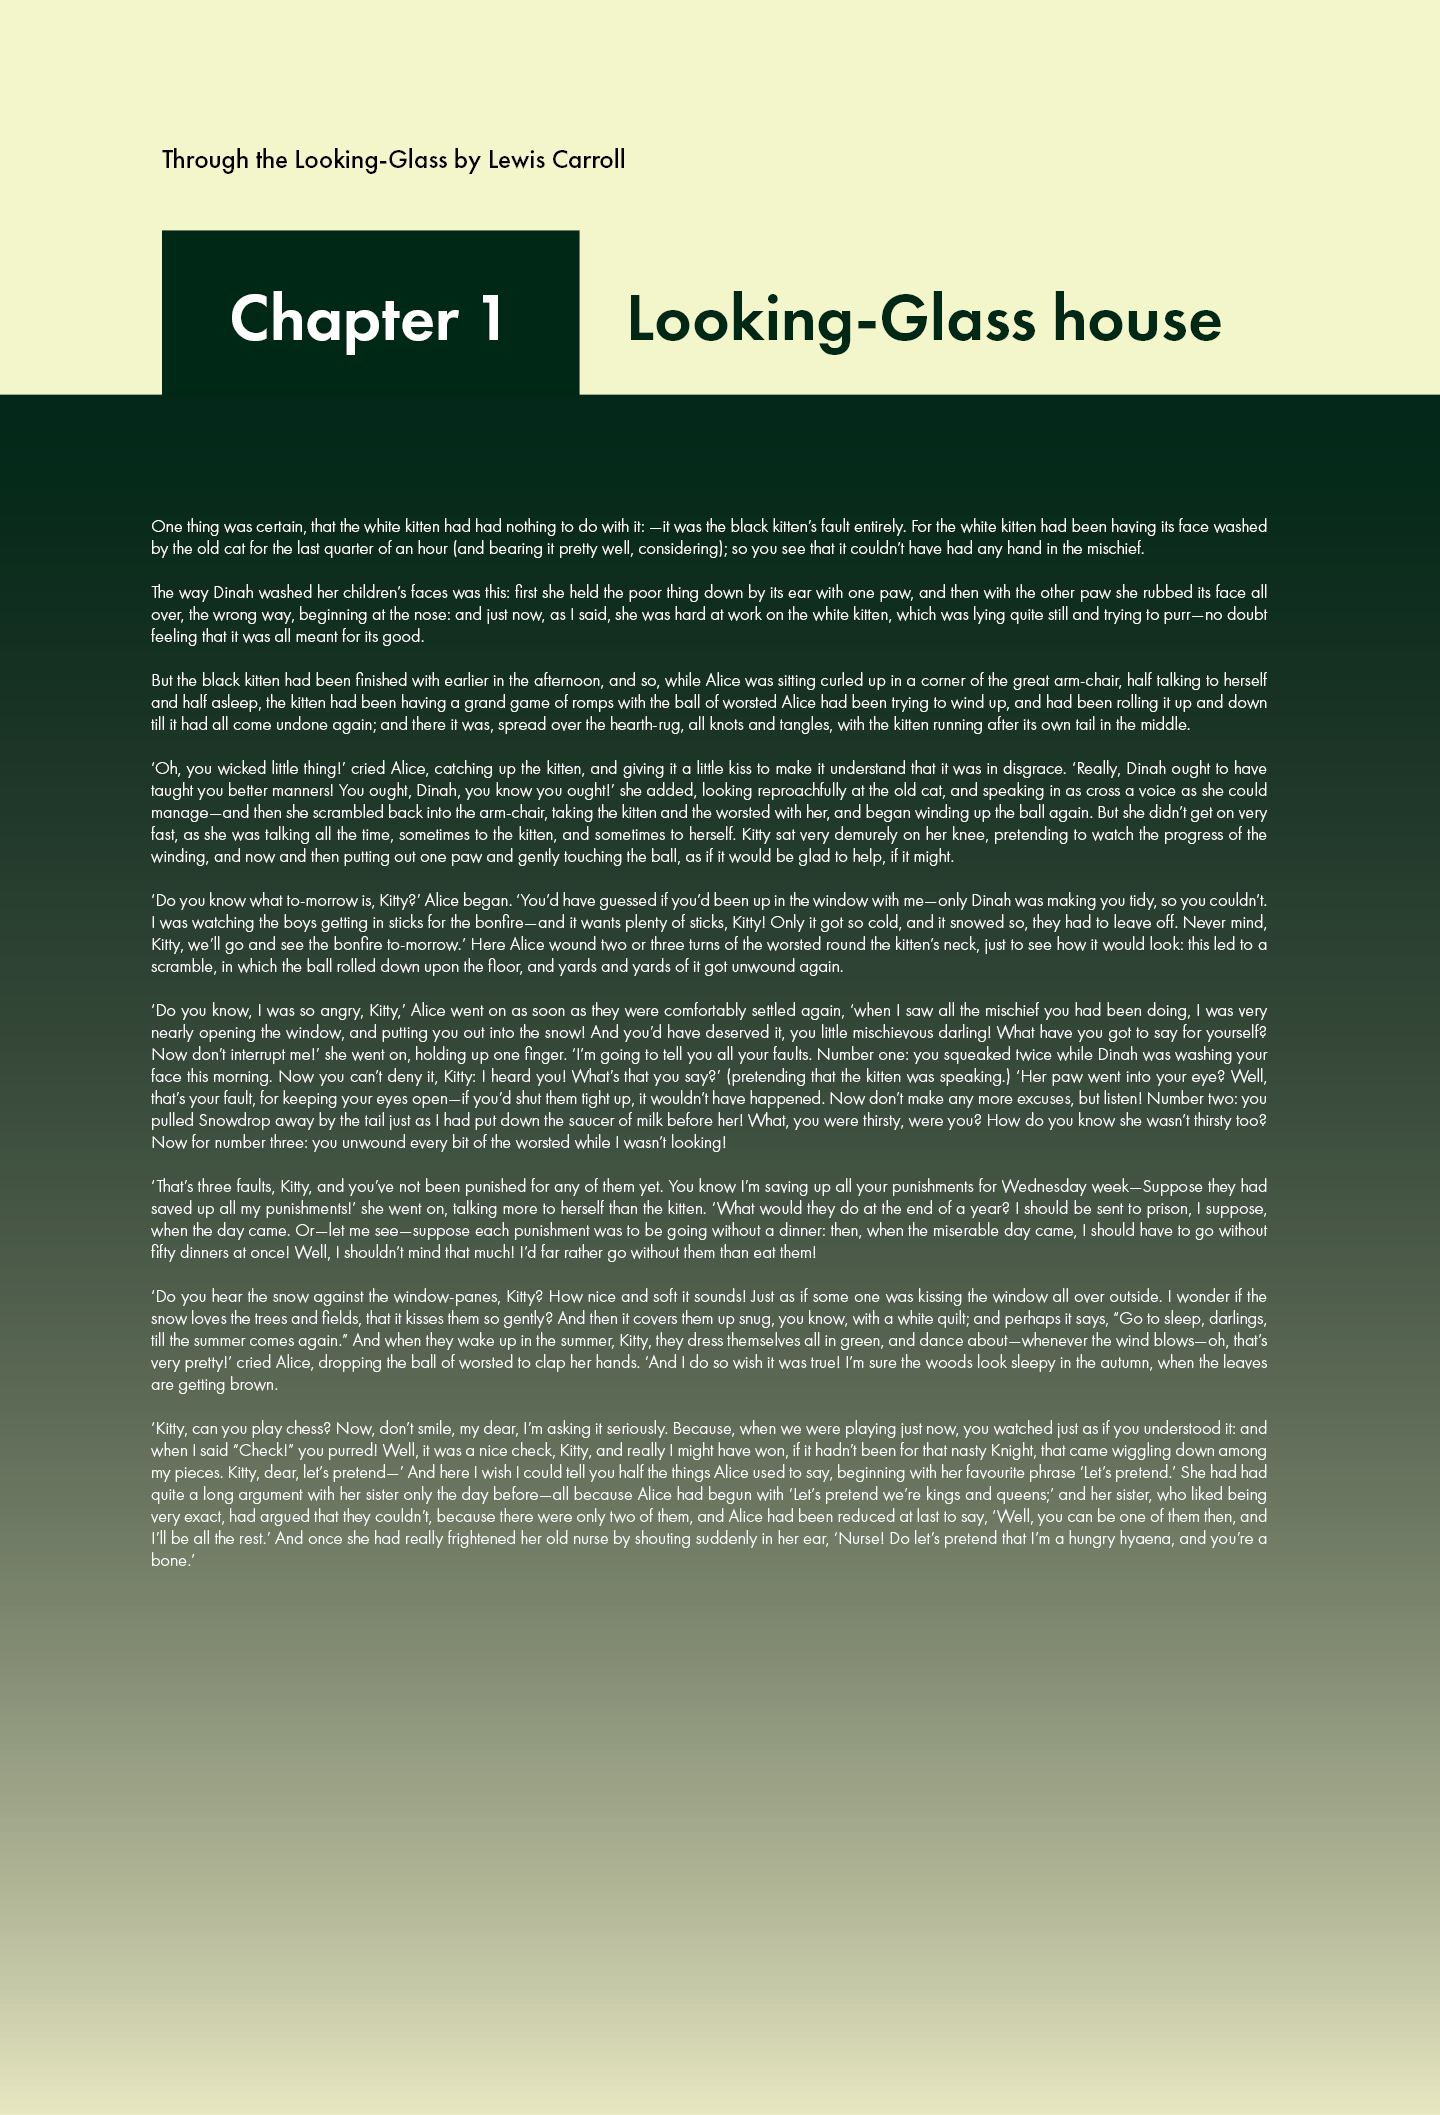 Through the Looking-Glass by Lewis Carroll
Chapter 1
Looking-Glass house
One thing was certain, that the white kitten had had nothing to do with it: —it was the black kitten’s fault entirely. For the white kitten had been having its face washed
by the old cat for the last quarter of an hour (and bearing it pretty well, considering); so you see that it couldn’t have had any hand in the mischief.
The way Dinah washed her children’s faces was this: first she held the poor thing down by its ear with one paw, and then with the other paw she rubbed its face all
over, the wrong way, beginning at the nose: and just now, as I said, she was hard at work on the white kitten, which was lying quite still and trying to purr—no doubt
feeling that it was all meant for its good.
But the black kitten had been finished with earlier in the afternoon, and so, while Alice was sitting curled up in a corner of the great arm-chair, half talking to herself
and half asleep, the kitten had been having a grand game of romps with the ball of worsted Alice had been trying to wind up, and had been rolling it up and down
till it had all come undone again; and there it was, spread over the hearth-rug, all knots and tangles, with the kitten running after its own tail in the middle.
‘Oh, you wicked little thing!’ cried Alice, catching up the kitten, and giving it a little kiss to make it understand that it was in disgrace. ‘Really, Dinah ought to have
taught you better manners! You ought, Dinah, you know you ought!’ she added, looking reproachfully at the old cat, and speaking in as cross a voice as she could
manage—and then she scrambled back into the arm-chair, taking the kitten and the worsted with her, and began winding up the ball again. But she didn’t get on very
fast, as she was talking all the time, sometimes to the kitten, and sometimes to herself. Kitty sat very demurely on her knee, pretending to watch the progress of the
winding, and now and then putting out one paw and gently touching the ball, as if it would be glad to help, if it might.
‘Do you know what to-morrow is, Kitty?’ Alice began. ‘You’d have guessed if you’d been up in the window with me—only Dinah was making you tidy, so you couldn’t.
I was watching the boys getting in sticks for the bonfire—and it wants plenty of sticks, Kitty! Only it got so cold, and it snowed so, they had to leave off. Never mind,
Kitty, we’ll go and see the bonfire to-morrow.’ Here Alice wound two or three turns of the worsted round the kitten’s neck, just to see how it would look: this led to a
scramble, in which the ball rolled down upon the floor, and yards and yards of it got unwound again.
‘Do you know, I was so angry, Kitty,’ Alice went on as soon as they were comfortably settled again, ‘when I saw all the mischief you had been doing, I was very
nearly opening the window, and putting you out into the snow! And you’d have deserved it, you little mischievous darling! What have you got to say for yourself?
Now don’t interrupt me!’ she went on, holding up one finger. ‘I’m going to tell you all your faults. Number one: you squeaked twice while Dinah was washing your
face this morning. Now you can’t deny it, Kitty: I heard you! What’s that you say?’ (pretending that the kitten was speaking.) ‘Her paw went into your eye? Well,
that’s your fault, for keeping your eyes open—if you’d shut them tight up, it wouldn’t have happened. Now don’t make any more excuses, but listen! Number two: you
pulled Snowdrop away by the tail just as I had put down the saucer of milk before her! What, you were thirsty, were you? How do you know she wasn’t thirsty too?
Now for number three: you unwound every bit of the worsted while I wasn’t looking!
‘That’s three faults, Kitty, and you’ve not been punished for any of them yet. You know I’m saving up all your punishments for Wednesday week—Suppose they had
saved up all my punishments!’ she went on, talking more to herself than the kitten. ‘What would they do at the end of a year? I should be sent to prison, I suppose,
when the day came. Or—let me see—suppose each punishment was to be going without a dinner: then, when the miserable day came, I should have to go without
fifty dinners at once! Well, I shouldn’t mind that much! I’d far rather go without them than eat them!
‘Do you hear the snow against the window-panes, Kitty? How nice and soft it sounds! Just as if some one was kissing the window all over outside. I wonder if the
snow loves the trees and fields, that it kisses them so gently? And then it covers them up snug, you know, with a white quilt; and perhaps it says, “Go to sleep, darlings,
till the summer comes again.” And when they wake up in the summer, Kitty, they dress themselves all in green, and dance about—whenever the wind blows—oh, that’s
very pretty!’ cried Alice, dropping the ball of worsted to clap her hands. ‘And I do so wish it was true! I’m sure the woods look sleepy in the autumn, when the leaves
are getting brown.
‘Kitty, can you play chess? Now, don’t smile, my dear, I’m asking it seriously. Because, when we were playing just now, you watched just as if you understood it: and
when I said “Check!” you purred! Well, it was a nice check, Kitty, and really I might have won, if it hadn’t been for that nasty Knight, that came wiggling down among
my pieces. Kitty, dear, let’s pretend—’ And here I wish I could tell you half the things Alice used to say, beginning with her favourite phrase ‘Let’s pretend.’ She had had
quite a long argument with her sister only the day before—all because Alice had begun with ‘Let’s pretend we’re kings and queens;’ and her sister, who liked being
very exact, had argued that they couldn’t, because there were only two of them, and Alice had been reduced at last to say, ‘Well, you can be one of them then, and
I’ll be all the rest.’ And once she had really frightened her old nurse by shouting suddenly in her ear, ‘Nurse! Do let’s pretend that I’m a hungry hyaena, and you’re a
bone.’